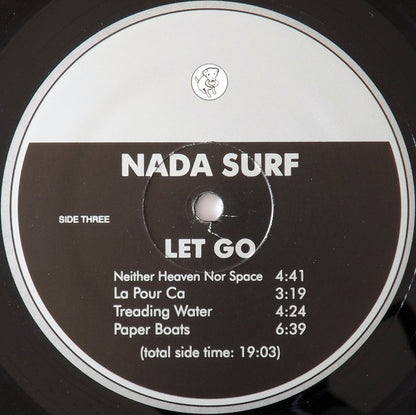 NADA SURF
SIDE THREE
LET GO
Neither Heaven Nor Space 4:41
La Pour Ca 3:19
Treading Water 4:24
Paper Boats 6:39
(total side time: 19:03)